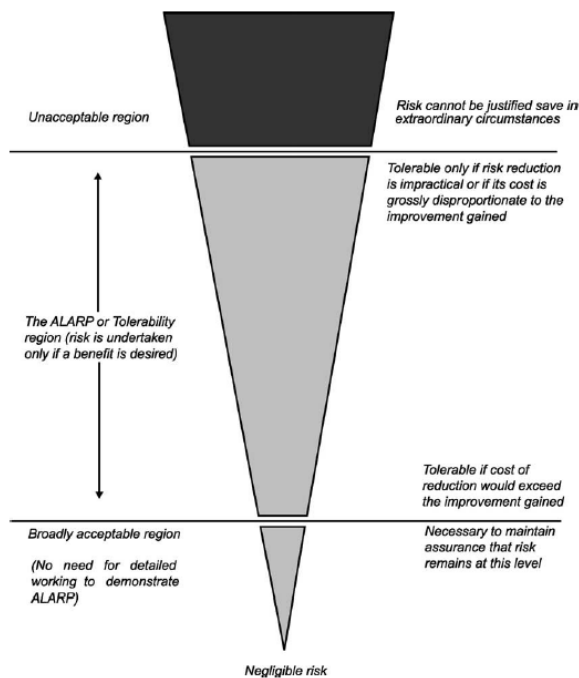 Unacceptable region
Risk cannot be justified save in
extraordinary circumstances
Tolerable only if risk reduction
is impractical or if its cost is
grossly disproportionate to the
improvement gained
The ALARP or Tolerability
region (risk is undertaken
only if a benefit is desired)
Tolerable if cost of
reduction would exceed
the improvement gained
Broadly acceptable region
(No need for detailed
working to demonstrate
ALARP)
Necessary to maintain
assurance that risk
remains at this level
Negligible risk